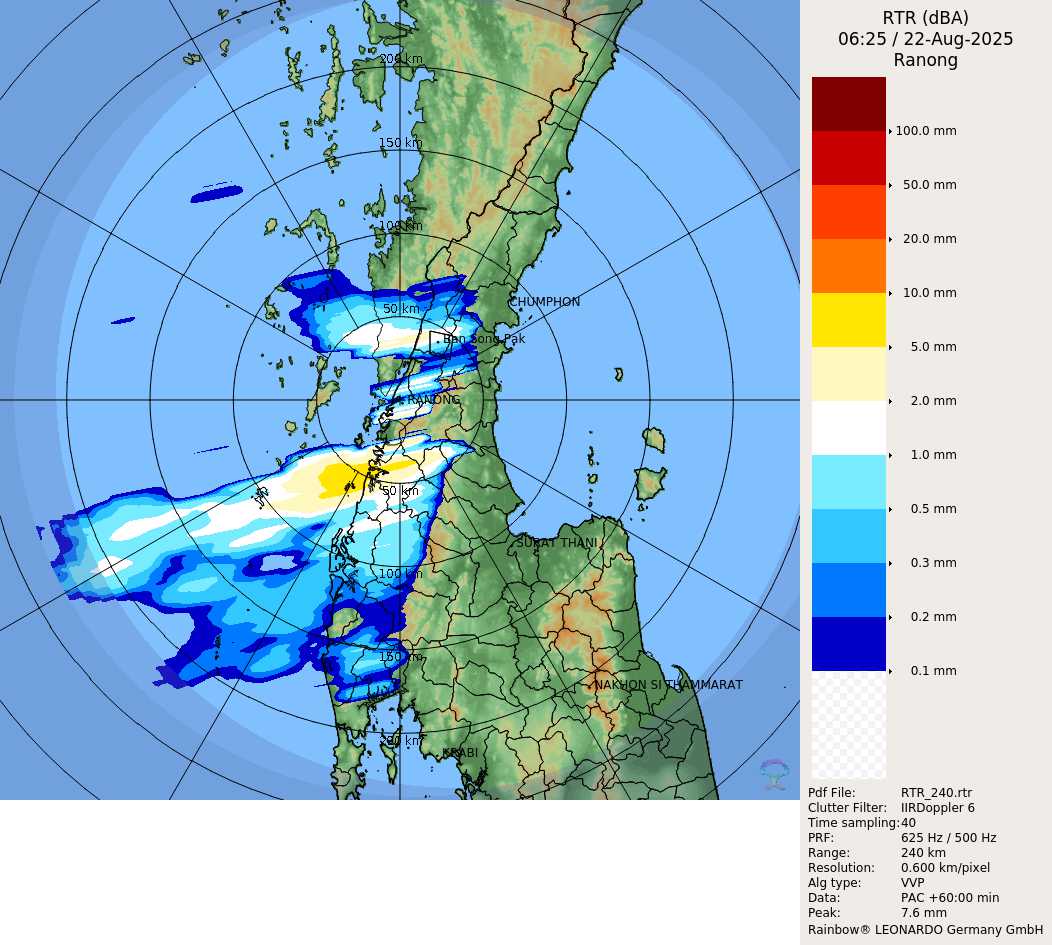 RTR (dBA)
06:25 / 22-Aug-2025
Ranong
200 km
150 km
100 km
50 km
CHUMPHON
Ban Song Pak
RANONG
50 km
SURAT THANI
100 km
150 km
NAKHON SI THAMMARAT
200 km
KRABI
100.0 mm
50.0 mm
20.0 mm
10.0 mm
5.0 mm
2.0 mm
1.0 mm
0.5 mm
0.3 mm
0.2 mm
0.1 mm
Pdf File: RTR_240.rtr
Clutter Filter: IIRDoppler 6
Time sampling: 40
PRF: 625 Hz / 500 Hz
Range: 240 km
Resolution: 0.600 km/pixel
Alg type: VVP
Data: PAC +60:00 min
Peak: 7.6 mm
Rainbow® LEONARDO Germany GmbH